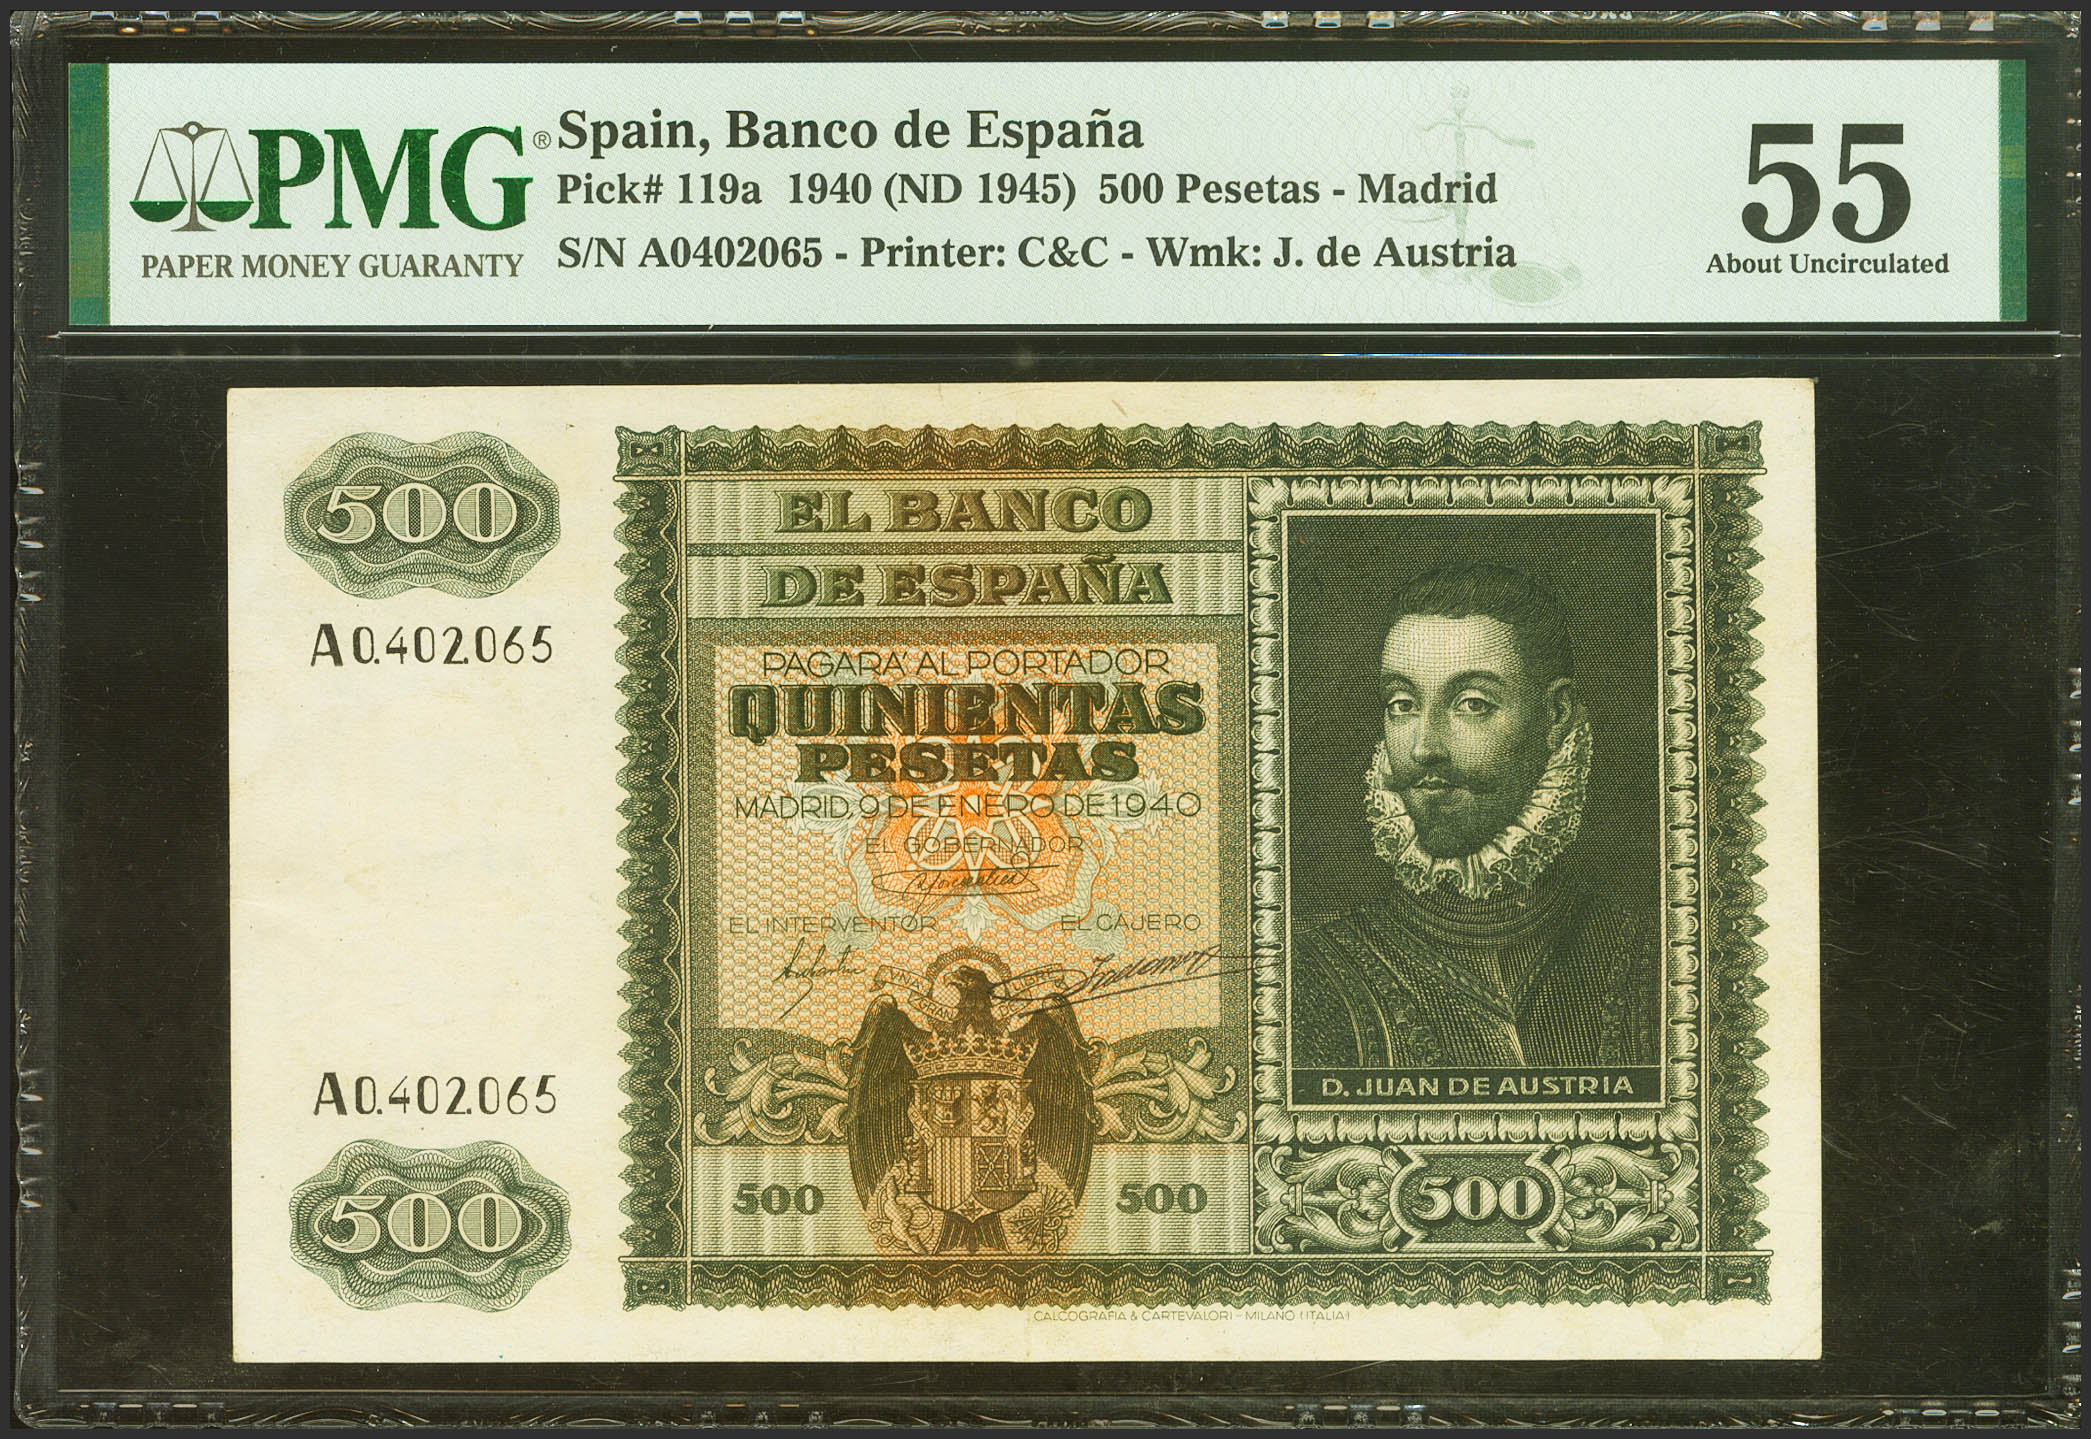 PMG®
PAPER MONEY GUARANTY
Spain, Banco de España
Pick# 119a 1940 (ND 1945) 500 Pesetas - Madrid
S/N A0402065 - Printer: C&C - Wmk: J. de Austria
55
About Uncirculated
500
A0.402.065
EL BANCO
DE ESPAÑA
PAGARÁ AL PORTADOR
QUINIENTAS
PESETAS
MADRID, 9 DE ENERO DE 1940
EL GOBERNADOR
EL INTERVENTOR
EL CAJERO
D. JUAN DE AUSTRIA
A0.402.065
500
500
500
500
CALCOGRAFIA & CARTEVALORI - MILANO (ITALIA)